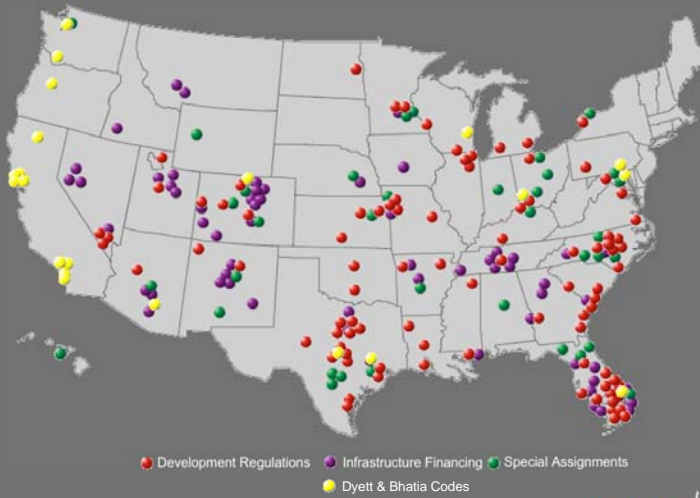 Development Regulations Infrastructure Financing Special Assignments
Dyett & Bhatia Codes